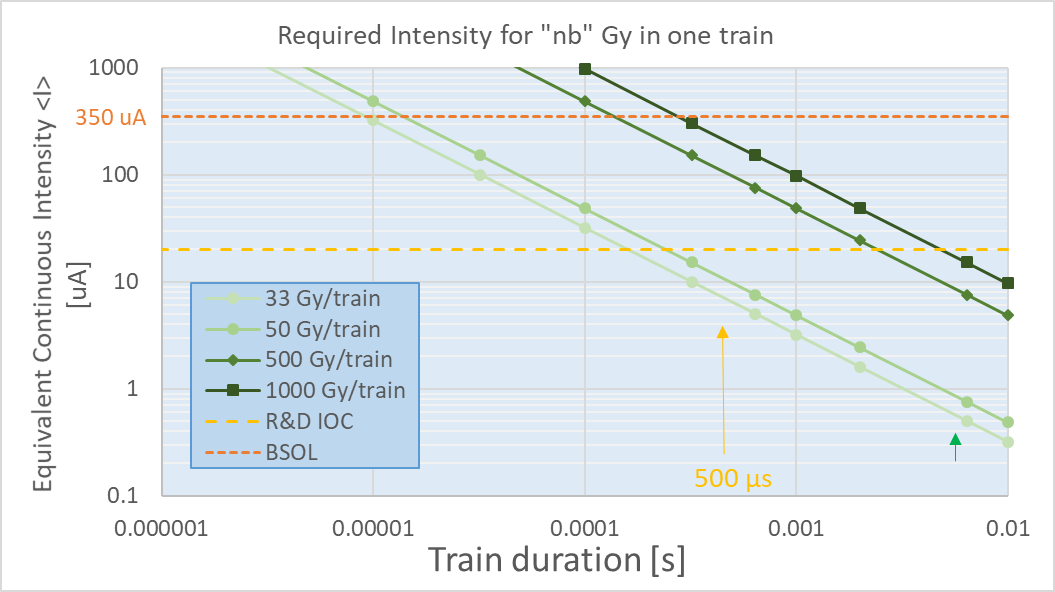 Required Intensity for "nb" Gy in one train
Equivalent Continuous Intensity <I>
[uA]
1000
350 uA
100
10
1
0.1
33 Gy/train
50 Gy/train
500 Gy/train
1000 Gy/train
R&D IOC
BSOL
500 µs
0.000001
0.00001
0.0001
0.001
0.01
Train duration [s]